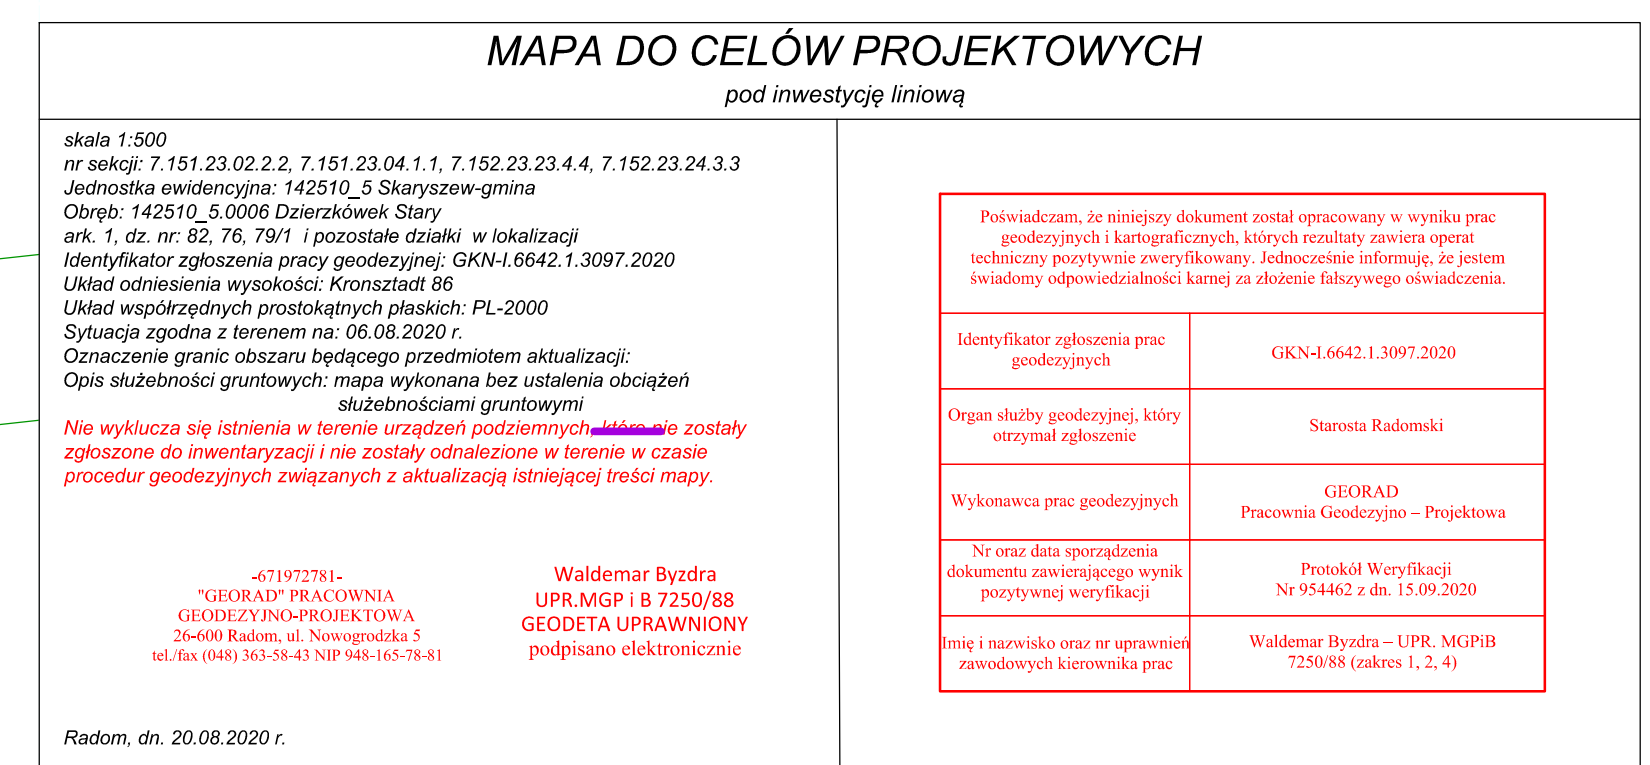 MAPA DO CELÓW PROJEKTOWYCH
pod inwestycję liniową
skala 1:500
nr sekcji: 7.151.23.02.2.2, 7.151.23.04.1.1, 7.152.23.23.4.4, 7.152.23.24.3.3
Jednostka ewidencyjna: 142510_5 Skaryszew-gmina
Obręb: 142510_5.0006 Dzierzkówek Stary
ark. 1, dz. nr: 82, 76, 79/1 i pozostałe działki w lokalizacji
Identyfikator zgłoszenia pracy geodezyjnej: GKN-I.6642.1.3097.2020
Układ odniesienia wysokości: Kronsztadt 86
Układ współrzędnych prostokątnych płaskich: PL-2000
Sytuacja zgodna z terenem na: 06.08.2020 r.
Oznaczenie granic obszaru będącego przedmiotem aktualizacji:
Opis służebności gruntowych: mapa wykonana bez ustalenia obciążeń
służebnościami gruntowymi
Nie wyklucza się istnienia w terenie urządzeń podziemnych, które nie zostały
zgłoszone do inwentaryzacji i nie zostały odnalezione w terenie w czasie
procedur geodezyjnych związanych z aktualizacją istniejącej treści mapy.
-671972781-
"GEORAD" PRACOWNIA
GEODEZYJNO-PROJEKTOWA
26-600 Radom, ul. Nowogrodzka 5
tel./fax (048) 363-58-43 NIP 948-165-78-81
Waldemar Byzdra
UPR.MGP i B 7250/88
GEODETA UPRAWNIONY
podpisano elektronicznie
Radom, dn. 20.08.2020 r.
Poświadczam, że niniejszy dokument został opracowany w wyniku prac
geodezyjnych i kartograficznych, których rezultaty zawiera operat
techniczny pozytywnie zweryfikowany. Jednocześnie informuję, że jestem
świadomy odpowiedzialności karnej za złożenie fałszywego oświadczenia.
Identyfikator zgłoszenia prac
geodezyjnych
GKN-I.6642.1.3097.2020
Organ służby geodezyjnej, który
otrzymał zgłoszenie
Starosta Radomski
Wykonawca prac geodezyjnych
GEORAD
Pracownia Geodezyjno – Projektowa
Nr oraz data sporządzenia
dokumentu zawierającego wynik
pozytywnej weryfikacji
Protokół Weryfikacji
Nr 954462 z dn. 15.09.2020
Imię i nazwisko oraz nr uprawnień
zawodowych kierownika prac
Waldemar Byzdra – UPR. MGPiB
7250/88 (zakres 1, 2, 4)